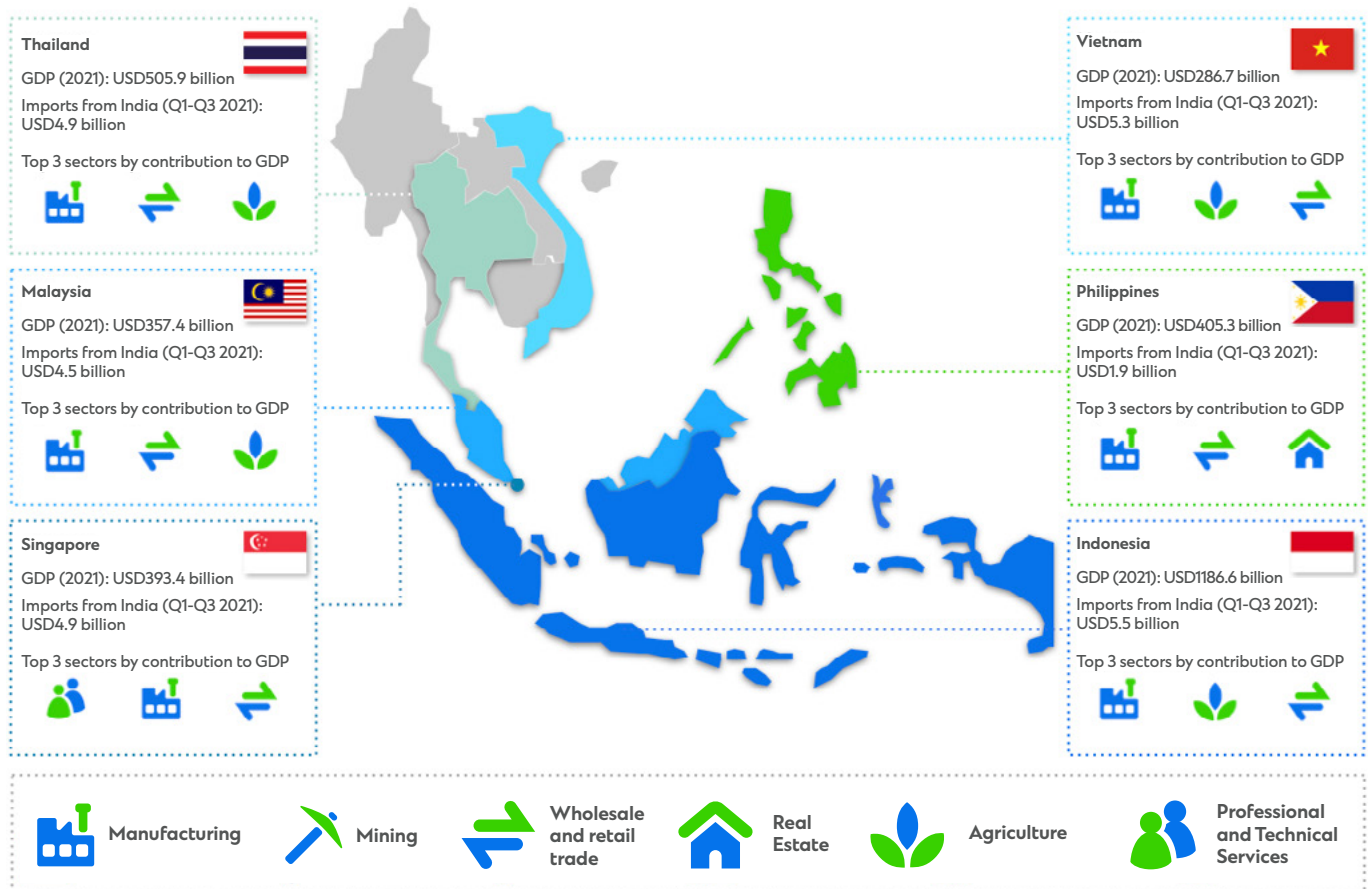 Thailand
GDP (2021): USD505.9 billion
Imports from India (Q1-Q3 2021):
USD4.9 billion
Top 3 sectors by contribution to GDP
Malaysia
GDP (2021): USD357.4 billion
Imports from India (Q1-Q3 2021):
USD4.5 billion
Top 3 sectors by contribution to GDP
Singapore
GDP (2021): USD393.4 billion
Imports from India (Q1-Q3 2021):
USD4.9 billion
Top 3 sectors by contribution to GDP
Vietnam
GDP (2021): USD286.7 billion
Imports from India (Q1-Q3 2021):
USD5.3 billion
Top 3 sectors by contribution to GDP
Philippines
GDP (2021): USD405.3 billion
Imports from India (Q1-Q3 2021):
USD1.9 billion
Top 3 sectors by contribution to GDP
Indonesia
GDP (2021): USD1186.6 billion
Imports from India (Q1-Q3 2021):
USD5.5 billion
Top 3 sectors by contribution to GDP
Manufacturing
Mining
Wholesale
and retail
trade
Real
Estate
Agriculture
Professional
and Technical
Services